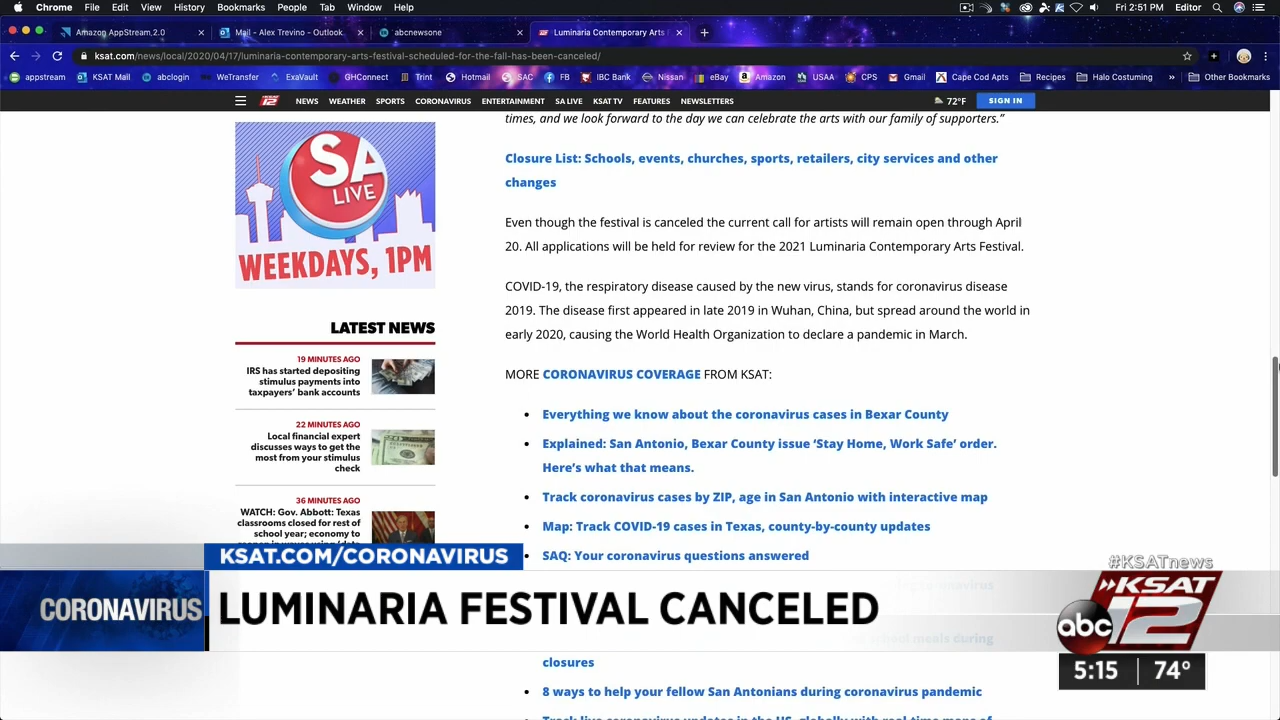 Chrome File Edit View History Bookmarks People Tab Window Help Fri 2:51 PM Editor
Amazon AppStream 2.0 Mail – Alex Trevino – Outlook abcnewsone Luminaria Contemporary Arts
ksat.com/news/local/2020/04/17/luminaria-contemporary-arts-festival-scheduled-for-the-fall-has-been-canceled/
appstream KSAT Mail abclogin WeTransfer ExaVault GHConnect Trint Hotmail SAC FB IBC Bank Nissan eBay Amazon USAA CPS Gmail Cape Cod Apts Recipes Halo Costuming » Other Bookmarks
KSAT 12 NEWS WEATHER SPORTS CORONAVIRUS ENTERTAINMENT SA LIVE KSAT TV FEATURES NEWSLETTERS 72°F SIGN IN
times, and we look forward to the day we can celebrate the arts with our family of supporters.”
Closure List: Schools, events, churches, sports, retailers, city services and other
changes
Even though the festival is canceled the current call for artists will remain open through April
20. All applications will be held for review for the 2021 Luminaria Contemporary Arts Festival.
COVID-19, the respiratory disease caused by the new virus, stands for coronavirus disease
2019. The disease first appeared in late 2019 in Wuhan, China, but spread around the world in
early 2020, causing the World Health Organization to declare a pandemic in March.
MORE CORONAVIRUS COVERAGE FROM KSAT:
• Everything we know about the coronavirus cases in Bexar County
• Explained: San Antonio, Bexar County issue ‘Stay Home, Work Safe’ order.
Here’s what that means.
• Track coronavirus cases by ZIP, age in San Antonio with interactive map
• Map: Track COVID-19 cases in Texas, county-by-county updates
• SAQ: Your coronavirus questions answered
meals during
closures
• 8 ways to help your fellow San Antonians during coronavirus pandemic
Track live coronavirus updates in the US, globally with real-time maps of
SA
LIVE
WEEKDAYS, 1PM
LATEST NEWS
19 MINUTES AGO
IRS has started depositing
stimulus payments into
taxpayers’ bank accounts
22 MINUTES AGO
Local financial expert
discusses ways to get the
most from your stimulus
check
36 MINUTES AGO
WATCH: Gov. Abbott: Texas
classrooms closed for rest of
school year; economy to
KSAT.COM/CORONAVIRUS
CORONAVIRUS
LUMINARIA FESTIVAL CANCELED
#KSATnews
KSAT
abc 12
5:15 74°